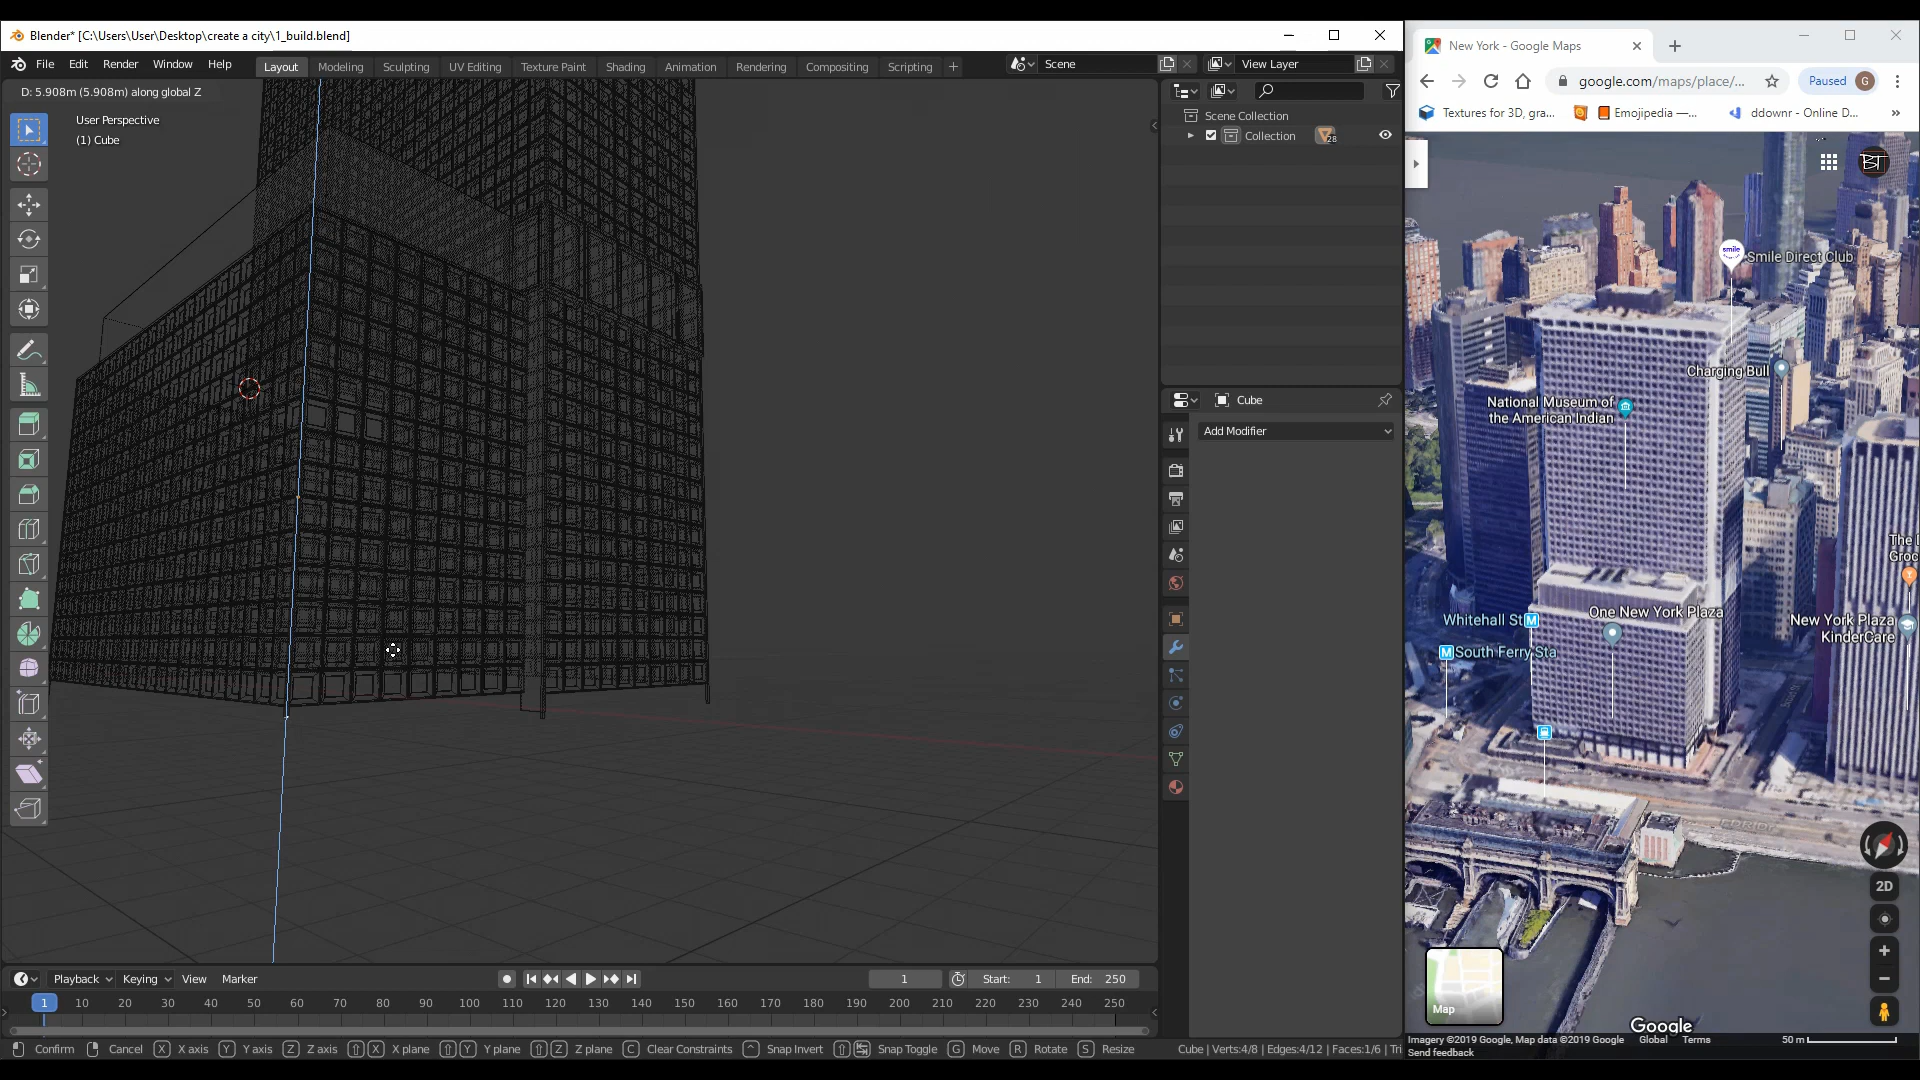 Blender* [C:\Users\User\Desktop\create a city\1_build.blend]
File Edit Render Window Help
Layout Modeling Sculpting UV Editing Texture Paint Shading Animation Rendering Compositing Scripting
Scene
View Layer
D: 5.908m (5.908m) along global Z
User Perspective
(1) Cube
Scene Collection
Collection
28
Cube
Add Modifier
Playback Keying View Marker
1
Start: 1
End: 250
1 10 20 30 40 50 60 70 80 90 100 110 120 130 140 150 160 170 180 190 200 210 220 230 240 250
Confirm Cancel X X axis Y Y axis Z Z axis X X plane Y Y plane Z Z plane C Clear Constraints Snap Invert Snap Toggle G Move R Rotate S Resize
Cube | Verts:4/8 | Edges:4/12 | Faces:1/6 | Tri
New York - Google Maps
google.com/maps/place/...
Paused
G
Textures for 3D, gra...
Emojipedia —...
ddownr - Online D...
»
BT
smile
Smile Direct Club
Charging Bull
National Museum of
the American Indian
The
Groc
One New York Plaza
Whitehall St
M
New York Plaza
KinderCare
M
South Ferry Sta
2D
Map
Google
Imagery ©2019 Google, Map data ©2019 Google Global Terms 50 m
Send feedback